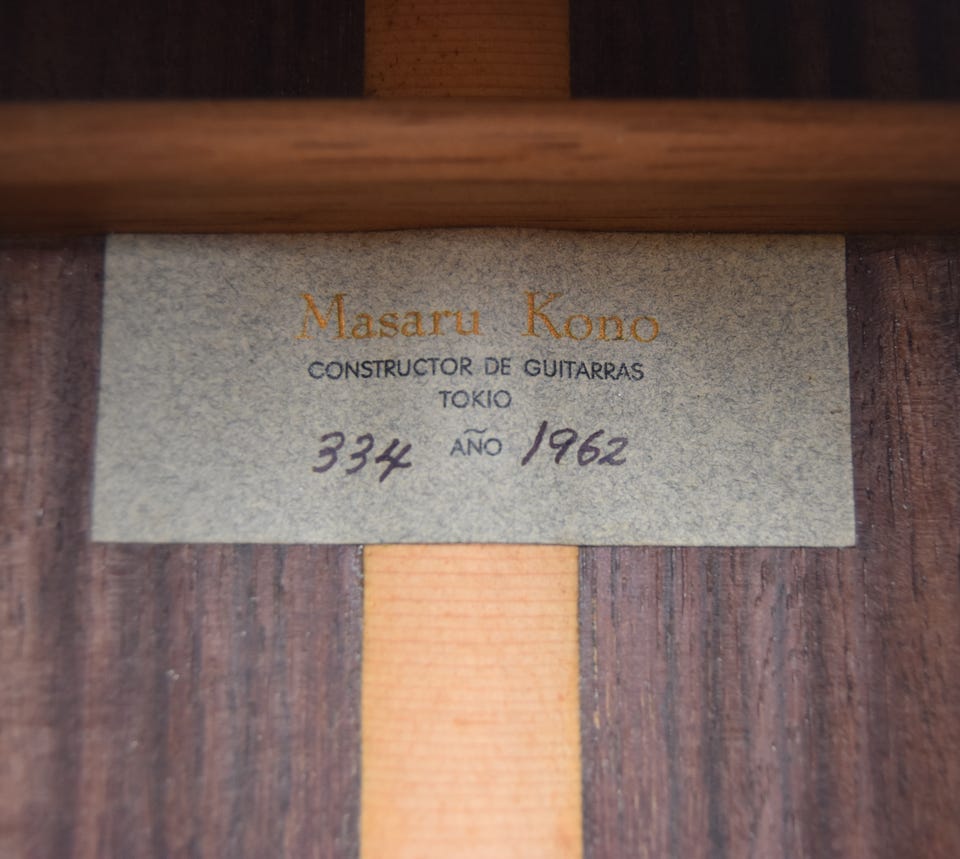 Masaru Kono
CONSTRUCTOR DE GUITARRAS
TOKIO
334 AÑO 1962